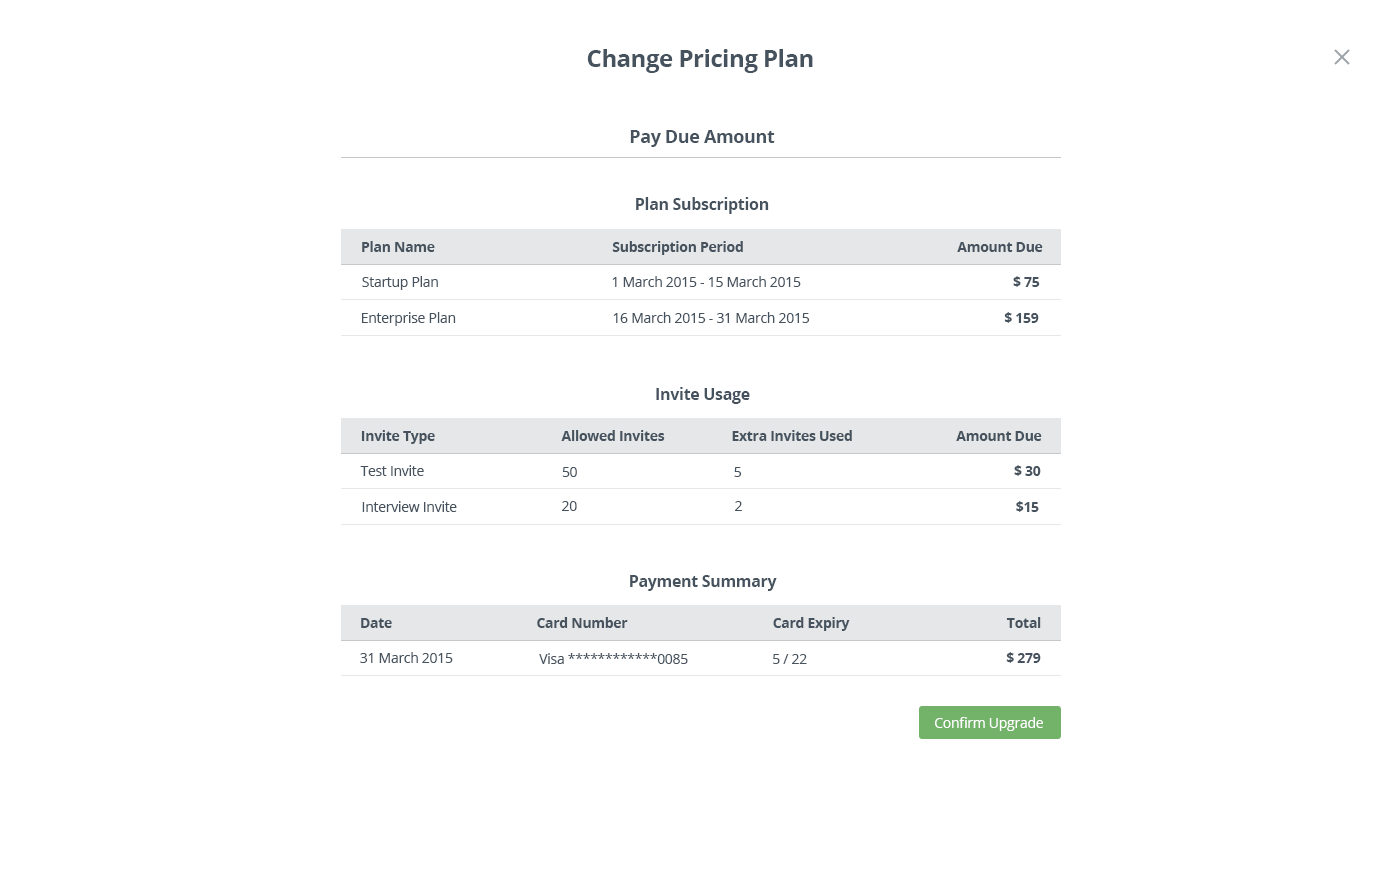 Change Pricing Plan
Pay Due Amount
Plan Subscription
Plan Name Subscription Period Amount Due
Startup Plan 1 March 2015 - 15 March 2015 $ 75
Enterprise Plan 16 March 2015 - 31 March 2015 $ 159
Invite Usage
Invite Type Allowed Invites Extra Invites Used Amount Due
Test Invite 50 5 $ 30
Interview Invite 20 2 $15
Payment Summary
Date Card Number Card Expiry Total
31 March 2015 Visa ************0085 5 / 22 $ 279
Confirm Upgrade